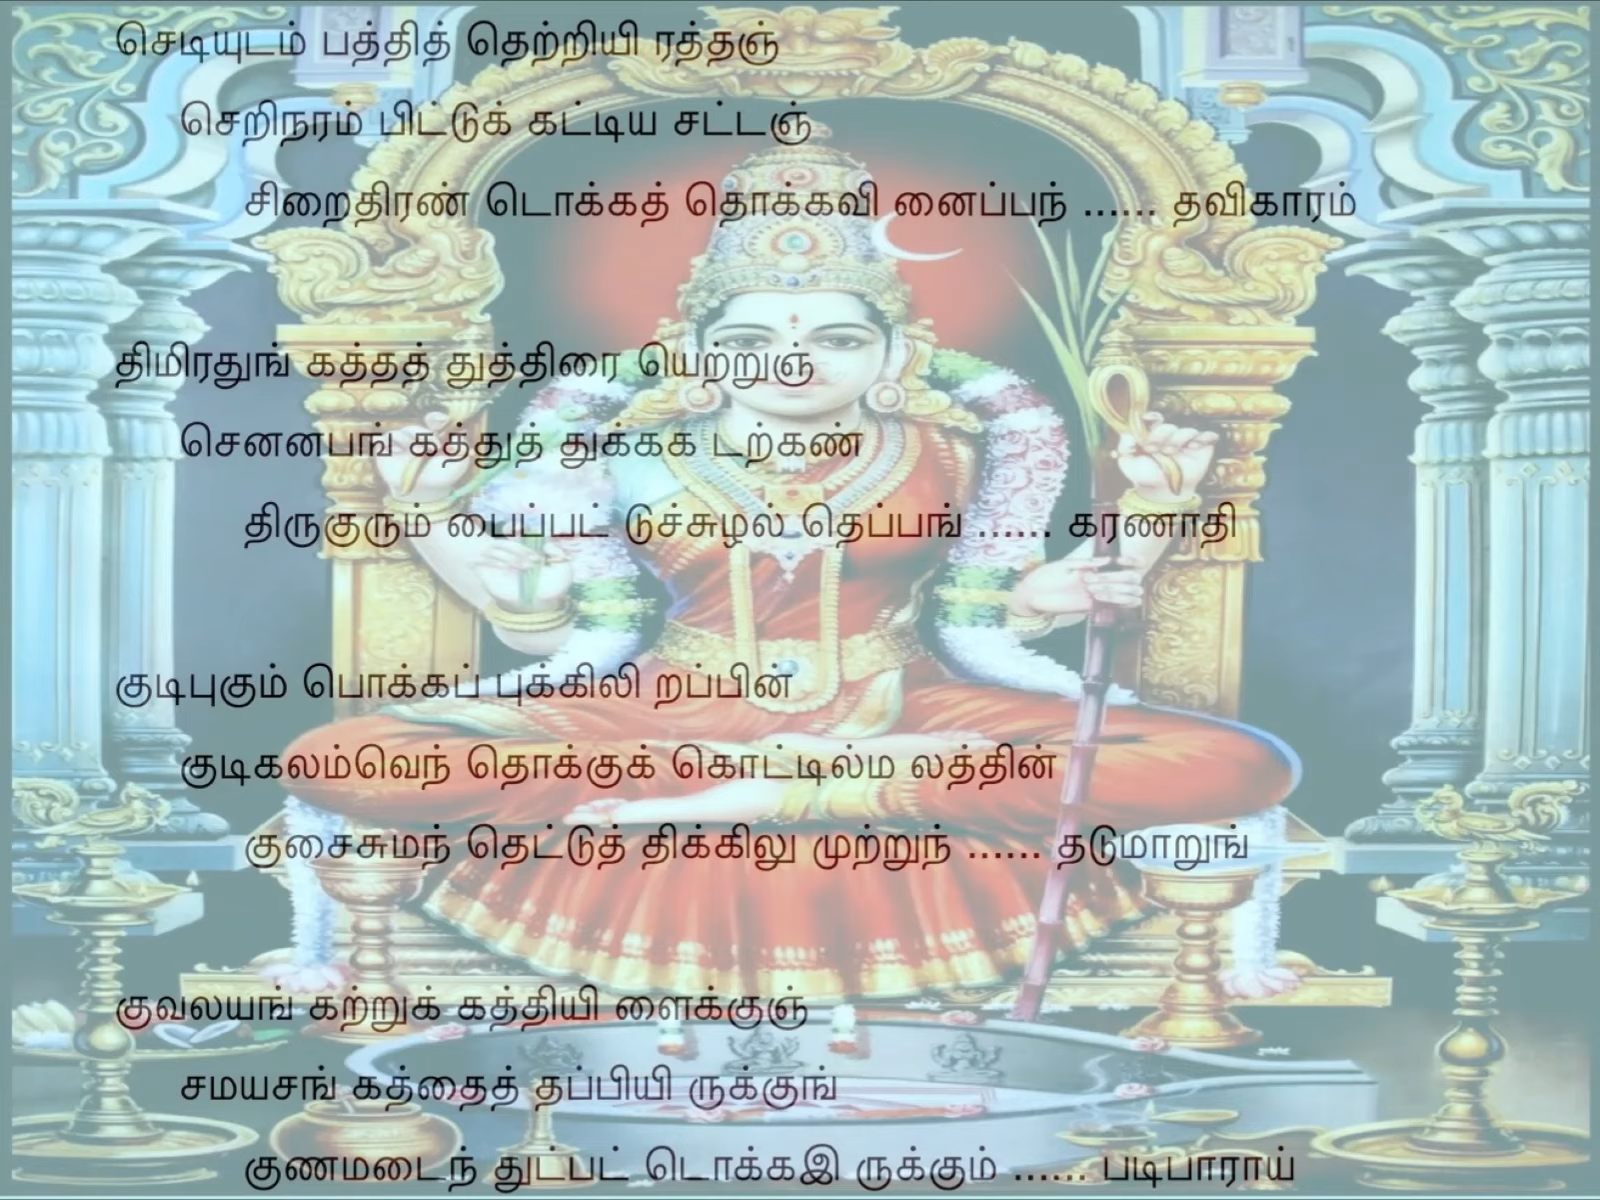 செடியுடம் பத்தித் தெற்றியி ரத்தஞ்
செறிநரம் பிட்டுக் கட்டிய சட்டஞ்
சிறைதிரண் டொக்கத் தொக்கவி னைப்பந் ...... தவிகாரம்
திமிரதுங் கத்தத் துத்திரை யெற்றுஞ்
செனனபங் கத்துத் துக்கக டற்கண்
திருகுரும் பைப்பட் டுச்சுழல் தெப்பங் ...... கரணாதி
குடிபுகும் பொக்கப் புக்கிலி றப்பின்
குடிகலம்வெந் தொக்குக் கொட்டில்ம லத்தின்
குசைசுமந் தெட்டுத் திக்கிலு முற்றுந் ...... தடுமாறுங்
குவலயங் கற்றுக் கத்தியி ளைக்குஞ்
சமயசங் கத்தைத் தப்பியி ருக்குங்
குணமடைந் துட்பட் டொக்கஇ ருக்கும் ...... படிபாராய்